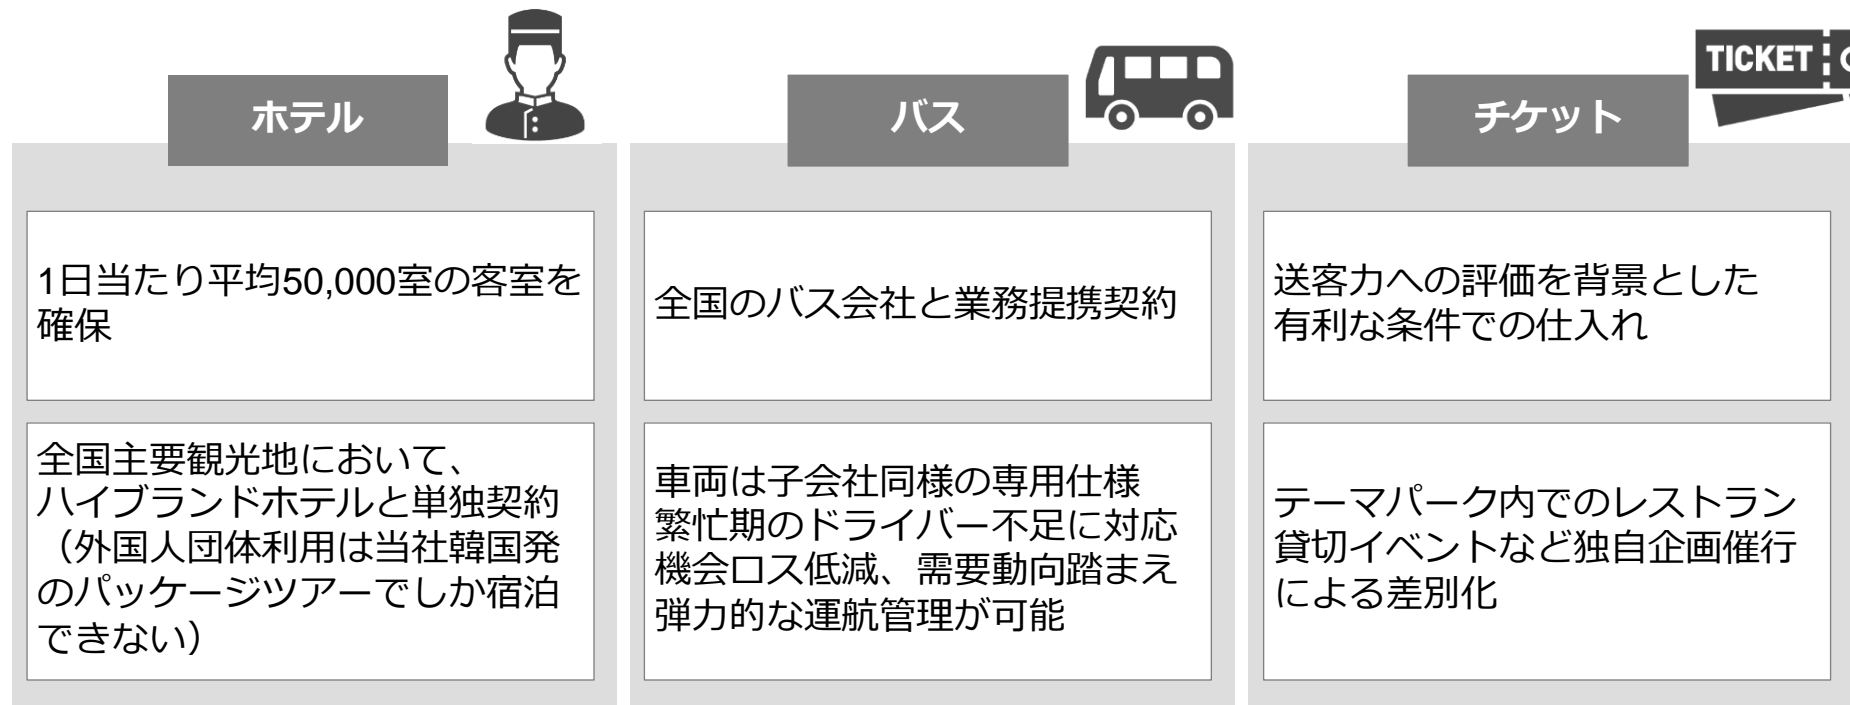 ホテル
1日当たり平均50,000室の客室を
確保
全国主要観光地において、
ハイブランドホテルと単独契約
（外国人団体利用は当社韓国発
のパッケージツアーでしか宿泊
できない）
バス
全国のバス会社と業務提携契約
車両は子会社同様の専用仕様
繁忙期のドライバー不足に対応
機会ロス低減、需要動向踏まえ
弾力的な運航管理が可能
チケット
TICKET
送客力への評価を背景とした
有利な条件での仕入れ
テーマパーク内でのレストラン
貸切イベントなど独自企画催行
による差別化